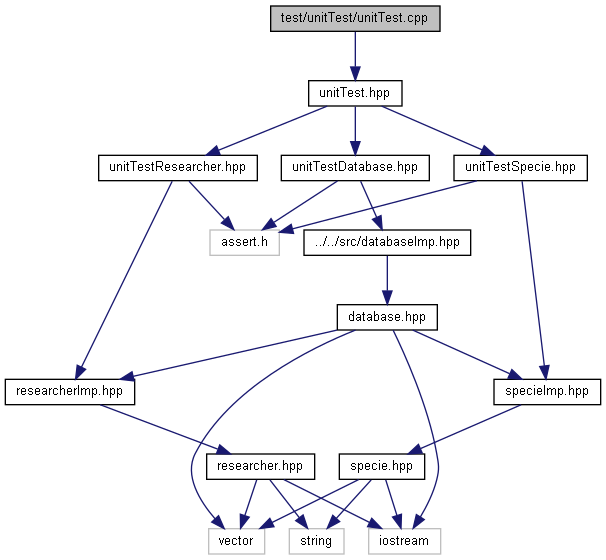 test/unitTest/unitTest.cpp
unitTest.hpp
unitTestResearcher.hpp
unitTestDatabase.hpp
unitTestSpecie.hpp
assert.h
../../src/databaseImp.hpp
database.hpp
researcherImp.hpp
specieImp.hpp
researcher.hpp
specie.hpp
vector
string
iostream